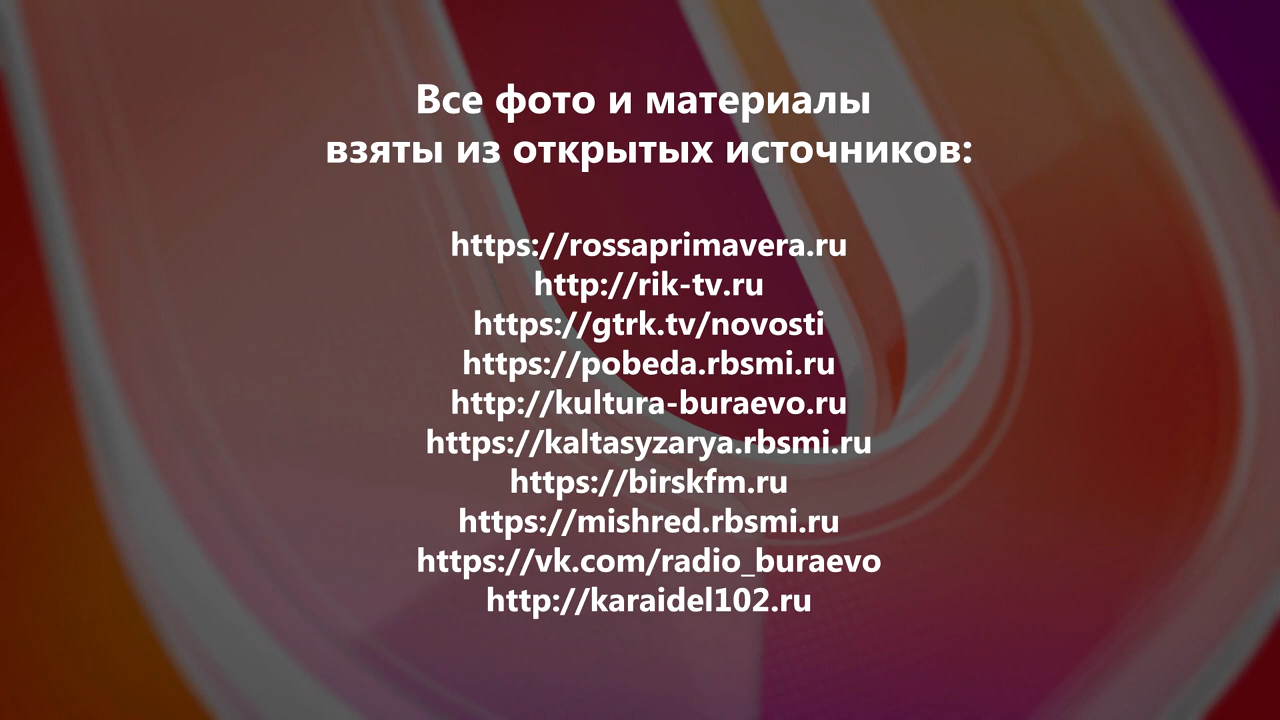 Все фото и материалы
взяты из открытых источников:
https://rossaprimavera.ru
http://rik-tv.ru
https://gtrk.tv/novosti
https://pobeda.rbsmi.ru
http://kultura-buraevo.ru
https://kaltasyzarya.rbsmi.ru
https://birskfm.ru
https://mishred.rbsmi.ru
https://vk.com/radio_buraevo
http://karaidel102.ru